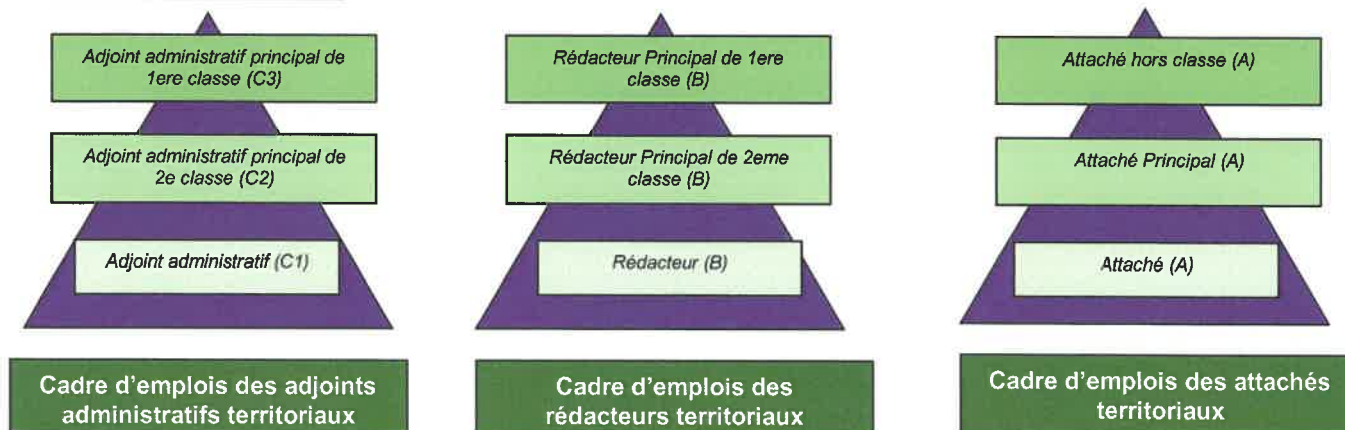 Adjoint administratif principal de
1ere classe (C3)
Adjoint administratif principal de
2e classe (C2)
Adjoint administratif (C1)
Cadre d'emplois des adjoints
administratifs territoriaux
Rédacteur Principal de 1ere
classe (B)
Rédacteur Principal de 2eme
classe (B)
Rédacteur (B)
Cadre d'emplois des
rédacteurs territoriaux
Attaché hors classe (A)
Attaché Principal (A)
Attaché (A)
Cadre d'emplois des attachés
territoriaux